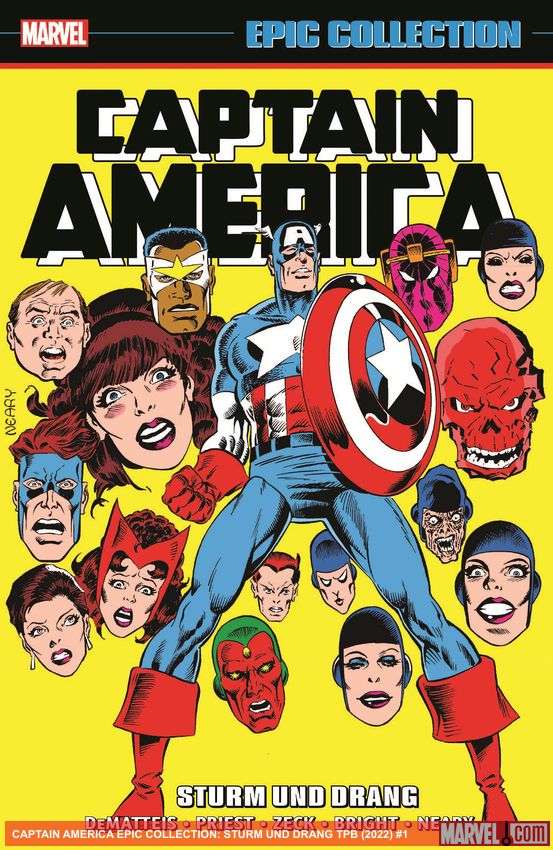 MARVEL
EPIC COLLECTION
CAPTAIN
AMERICA
A
NEARY
STURM UND DRANG
DeMATTEIS • PRIEST • ZECK • BRIGHT • NEARY
CAPTAIN AMERICA EPIC COLLECTION: STURM UND DRANG TPB (2022) #1
MARVEL.com